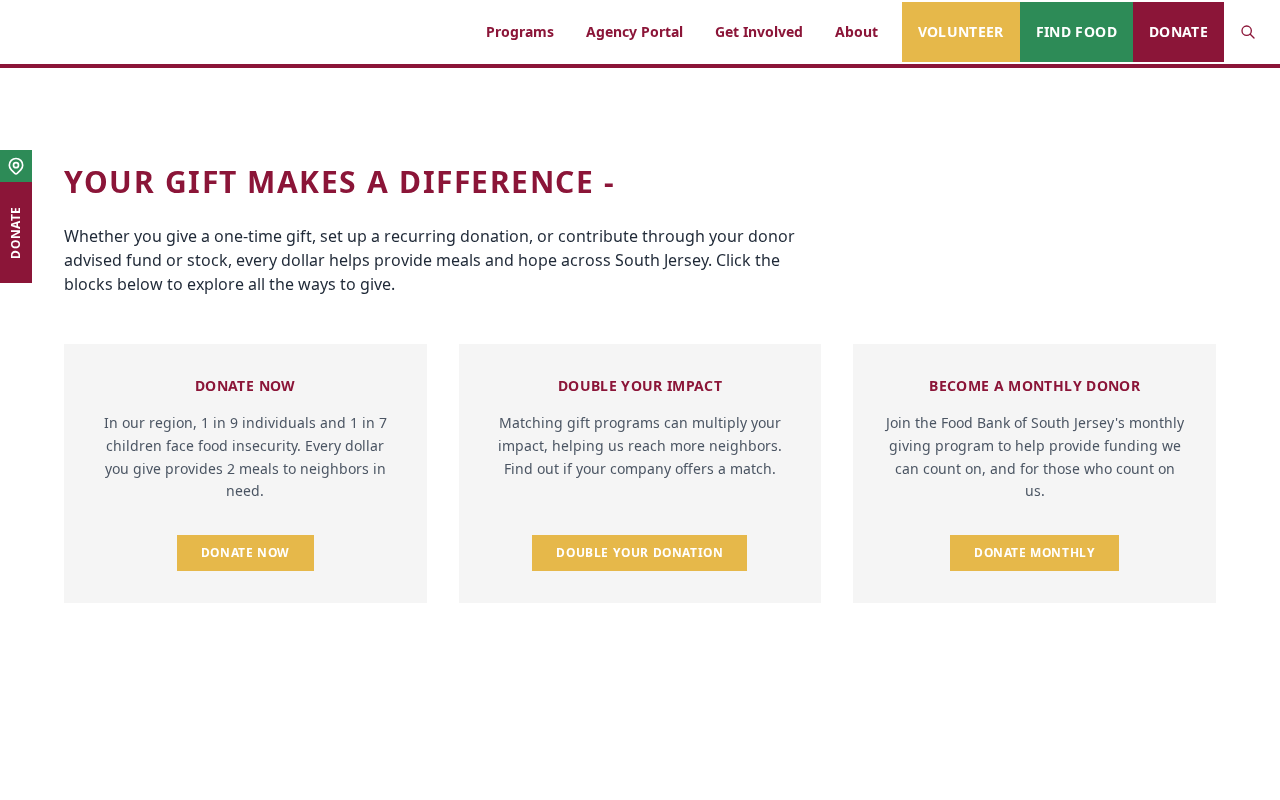 Programs Agency Portal Get Involved About VOLUNTEER FIND FOOD DONATE
DONATE
YOUR GIFT MAKES A DIFFERENCE -
Whether you give a one-time gift, set up a recurring donation, or contribute through your donor
advised fund or stock, every dollar helps provide meals and hope across South Jersey. Click the
blocks below to explore all the ways to give.
DONATE NOW
In our region, 1 in 9 individuals and 1 in 7
children face food insecurity. Every dollar
you give provides 2 meals to neighbors in
need.
DONATE NOW
DOUBLE YOUR IMPACT
Matching gift programs can multiply your
impact, helping us reach more neighbors.
Find out if your company offers a match.
DOUBLE YOUR DONATION
BECOME A MONTHLY DONOR
Join the Food Bank of South Jersey's monthly
giving program to help provide funding we
can count on, and for those who count on
us.
DONATE MONTHLY